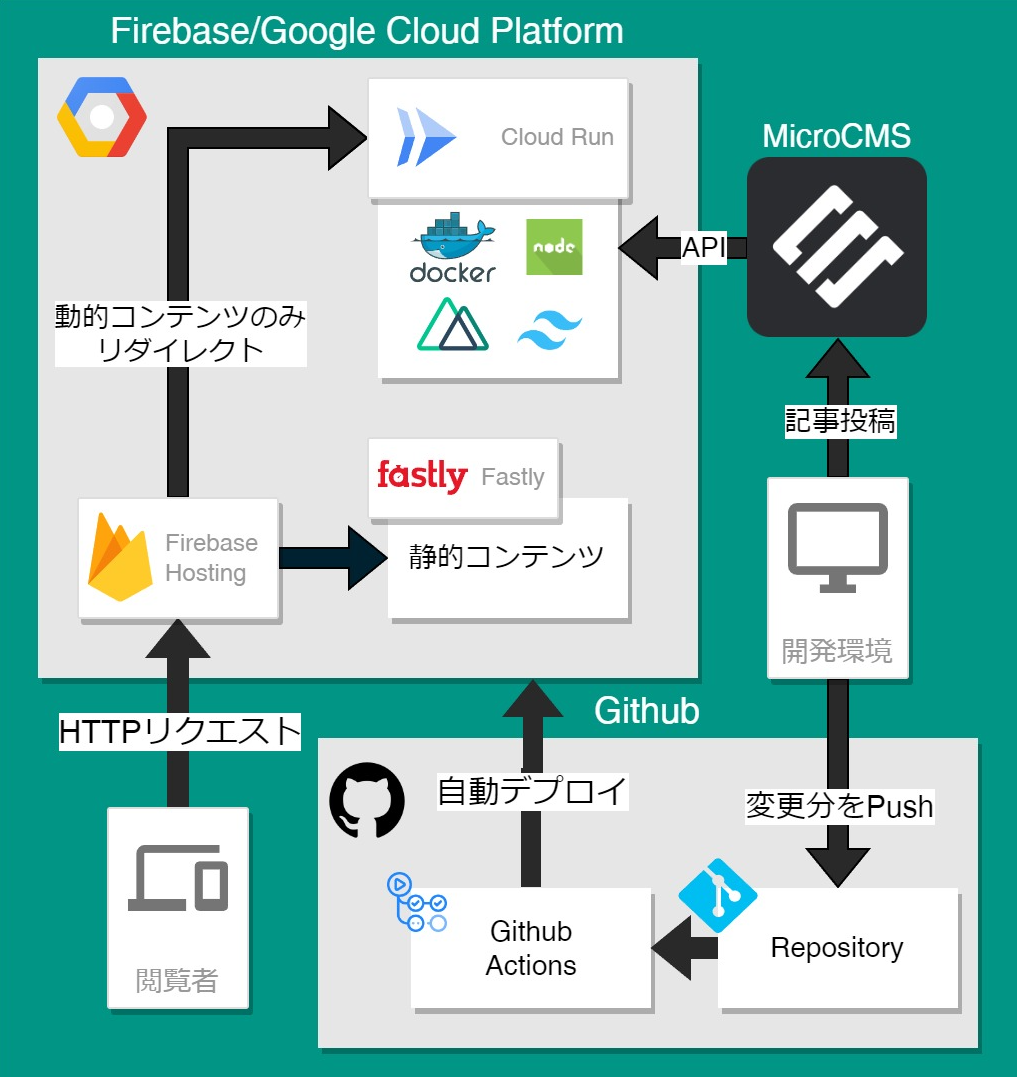 Firebase/Google Cloud Platform
Cloud Run
MicroCMS
docker
node
API
動的コンテンツのみ
リダイレクト
記事投稿
fastly
Fastly
Firebase
Hosting
静的コンテンツ
開発環境
Github
HTTPリクエスト
自動デプロイ
変更分をPush
Github
Actions
Repository
閲覧者